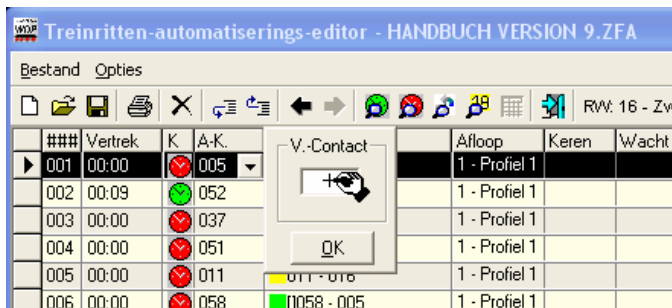 Treinritten-automatiserings-editor - HANDBUCH VERSION 9.ZFA
Bestand Opties
RW: 16 - Zw
### Vertrek K A-K. Afloop Keren Wacht
V.-Contact
+
OK
001 00:00 005 1 - Profiel 1
002 00:09 052 1 - Profiel 1
003 00:00 037 1 - Profiel 1
004 00:00 051 1 - Profiel 1
005 00:00 011 011 - 016 1 - Profiel 1
006 00:00 058 []058 - 005 1 - Profiel 1